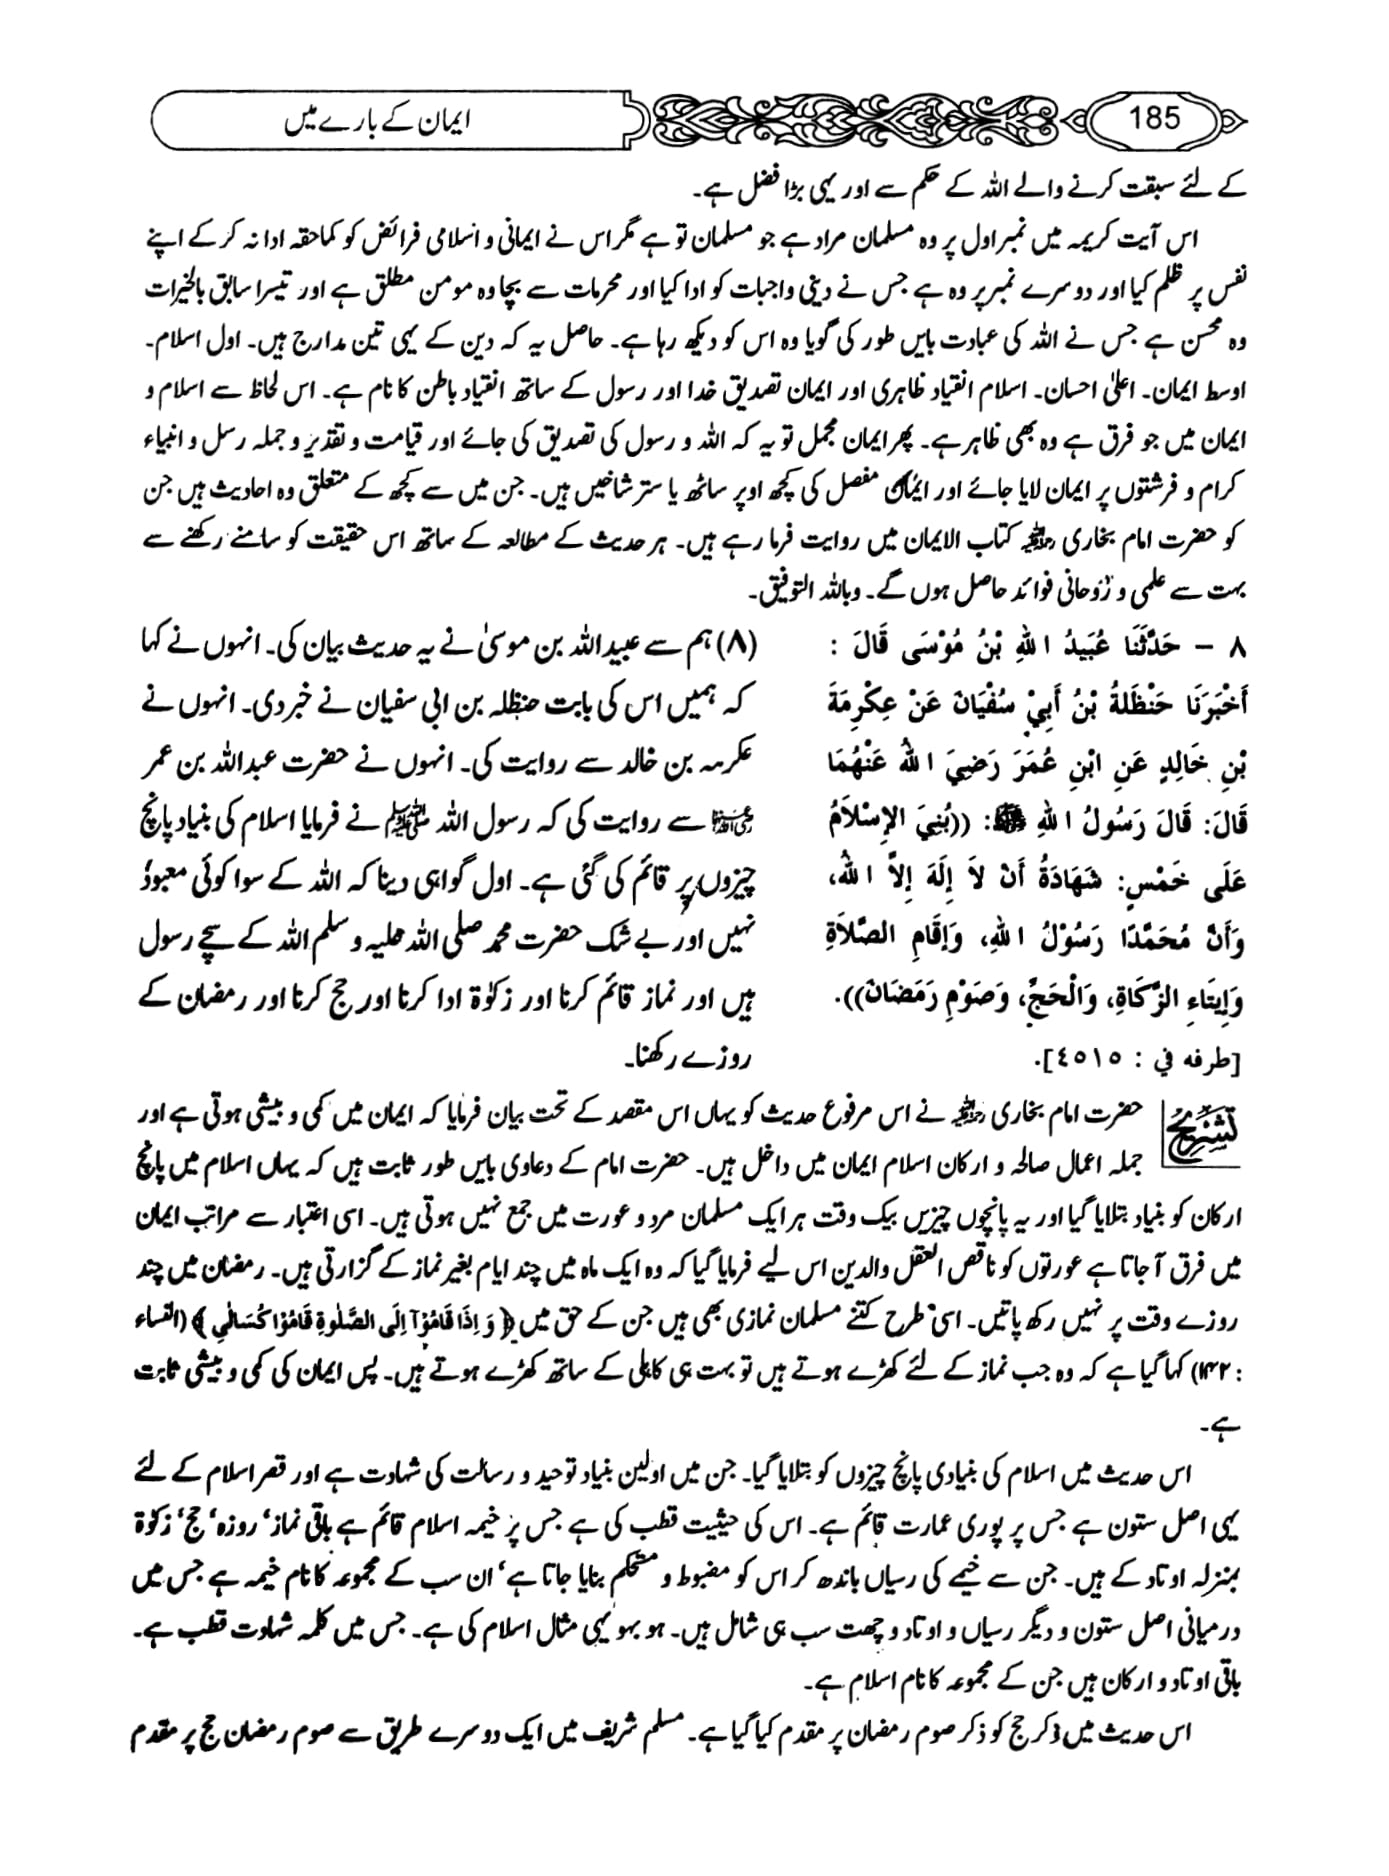 185
ایمان کے بارے میں
کے لئے سبقت کرنے والے اللہ کے حکم سے اور یہی بڑا فضل ہے۔
اس آیت کریمہ میں نمبر اول پر وہ مسلمان مراد ہے جو مسلمان تو ہے مگر اس نے ایمانی و اسلامی فرائض کو کماحقہ ادا نہ کر کے اپنے
نفس پر ظلم کیا اور دوسرے نمبر پر وہ ہے جس نے دینی واجبات کو ادا کیا اور محرمات سے بچا وہ مومن مطلق ہے اور تیسرا سابق بالخیرات
وہ محسن ہے جس نے اللہ کی عبادت بایں طور کی گویا وہ اس کو دیکھ رہا ہے۔ حاصل یہ کہ دین کے یہی تین مدارج ہیں۔ اول اسلام۔
اوسط ایمان۔ اعلیٰ احسان۔ اسلام انقیاد ظاہری اور ایمان تصدیق خدا اور رسول کے ساتھ انقیاد باطن کا نام ہے۔ اس لحاظ سے اسلام و
ایمان میں جو فرق ہے وہ بھی ظاہر ہے۔ پھر ایمان مجمل تو یہ کہ اللہ و رسول کی تصدیق کی جائے اور قیامت و تقدیر و جملہ رسل و انبیاء
کرام و فرشتوں پر ایمان لایا جائے اور ایمان مفصل کی کچھ اوپر ساٹھ یا ستر شاخیں ہیں۔ جن میں سے کچھ کے متعلق وہ احادیث ہیں جن
کو حضرت امام بخاری رحمہ اللہ کتاب الایمان میں روایت فرما رہے ہیں۔ ہر حدیث کے مطالعہ کے ساتھ اس حقیقت کو سامنے رکھنے سے
بہت سے علمی و روحانی فوائد حاصل ہوں گے۔ وباللہ التوفیق۔
٨ – حَدَّثَنَا عُبَيدُ اللهِ بْنُ مُوْسَى قَالَ :
أَخْبَرَنَا حَنْظَلَةُ بْنُ أَبِيْ سُفْيَانَ عَنْ عِكْرِمَةَ
بْنِ خَالِدٍ عَنِ ابْنِ عُمَرَ رَضِيَ اللهُ عَنْهُمَا
قَالَ: قَالَ رَسُولُ اللهِ ﷺ: ((بُنِيَ الإِسْلَامُ
عَلَى خَمْسٍ: شَهَادَةُ أَنْ لاَ إِلَهَ إِلاَّ اللهُ،
وَأَنَّ مُحَمَّدًا رَسُوْلُ اللهِ، وَإِقَامِ الصَّلاَةِ
وَإِيْتَاءِ الزَّكَاةِ، وَالْحَجِّ، وَصَوْمِ رَمَضَانَ)).
[طرفه في : ٤٥١٥].
(۸) ہم سے عبیداللہ بن موسیٰ نے یہ حدیث بیان کی۔ انہوں نے کہا
کہ ہمیں اس کی بابت حنظلہ بن ابی سفیان نے خبر دی۔ انہوں نے
عکرمہ بن خالد سے روایت کی۔ انہوں نے حضرت عبداللہ بن عمر
رضی اللہ عنہما سے روایت کی کہ رسول اللہ ﷺ نے فرمایا اسلام کی بنیاد پانچ
چیزوں پر قائم کی گئی ہے۔ اول گواہی دینا کہ اللہ کے سوا کوئی معبود
نہیں اور بے شک حضرت محمد صلی اللہ علیہ وسلم اللہ کے سچے رسول
ہیں اور نماز قائم کرنا اور زکوٰۃ ادا کرنا اور حج کرنا اور رمضان کے
روزے رکھنا۔
تشریح حضرت امام بخاری رحمہ اللہ نے اس مرفوع حدیث کو یہاں اس مقصد کے تحت بیان فرمایا کہ ایمان میں کمی و بیشی ہوتی ہے اور
جملہ اعمال صالحہ و ارکان اسلام ایمان میں داخل ہیں۔ حضرت امام کے دعاوی بایں طور ثابت ہیں کہ یہاں اسلام میں پانچ
ارکان کو بنیاد بتلایا گیا اور یہ پانچوں چیزیں بیک وقت ہر ایک مسلمان مرد و عورت میں جمع نہیں ہوتی ہیں۔ اسی اعتبار سے مراتب ایمان
میں فرق آ جاتا ہے عورتوں کو ناقص العقل والدین اس لیے فرمایا گیا کہ وہ ایک ماہ میں چند ایام بغیر نماز کے گزارتی ہیں۔ رمضان میں چند
روزے وقت پر نہیں رکھ پاتیں۔ اسی طرح کتنے مسلمان نمازی بھی ہیں جن کے حق میں ﴿ وَ اِذَا قَامُوْٓا اِلَی الصَّلٰوةِ قَامُوْا كُسَالٰى ﴾ (النساء
: ۱۴۲) کہا گیا ہے کہ وہ جب نماز کے لئے کھڑے ہوتے ہیں تو بہت ہی کاہلی کے ساتھ کھڑے ہوتے ہیں۔ پس ایمان کی کمی و بیشی ثابت
ہے۔
اس حدیث میں اسلام کی بنیادی پانچ چیزوں کو بتلایا گیا۔ جن میں اولین بنیاد توحید و رسالت کی شہادت ہے اور قصر اسلام کے لئے
یہی اصل ستون ہے جس پر پوری عمارت قائم ہے۔ اس کی حیثیت قطب کی ہے جس پر خیمہ اسلام قائم ہے باقی نماز' روزہ' حج' زکوٰۃ
بمنزلہ اوتاد کے ہیں۔ جن سے خیمے کی رسیاں باندھ کر اس کو مضبوط و مستحکم بنایا جاتا ہے' ان سب کے مجموعہ کا نام خیمہ ہے جس میں
درمیانی اصل ستون و دیگر رسیاں و اوتاد و چھت سب ہی شامل ہیں۔ ہو بہو یہی مثال اسلام کی ہے۔ جس میں کلمہ شہادت قطب ہے۔
باقی اوتاد و ارکان ہیں جن کے مجموعہ کا نام اسلام ہے۔
اس حدیث میں ذکر حج کو ذکر صوم رمضان پر مقدم کیا گیا ہے۔ مسلم شریف میں ایک دوسرے طریق سے صوم رمضان حج پر مقدم